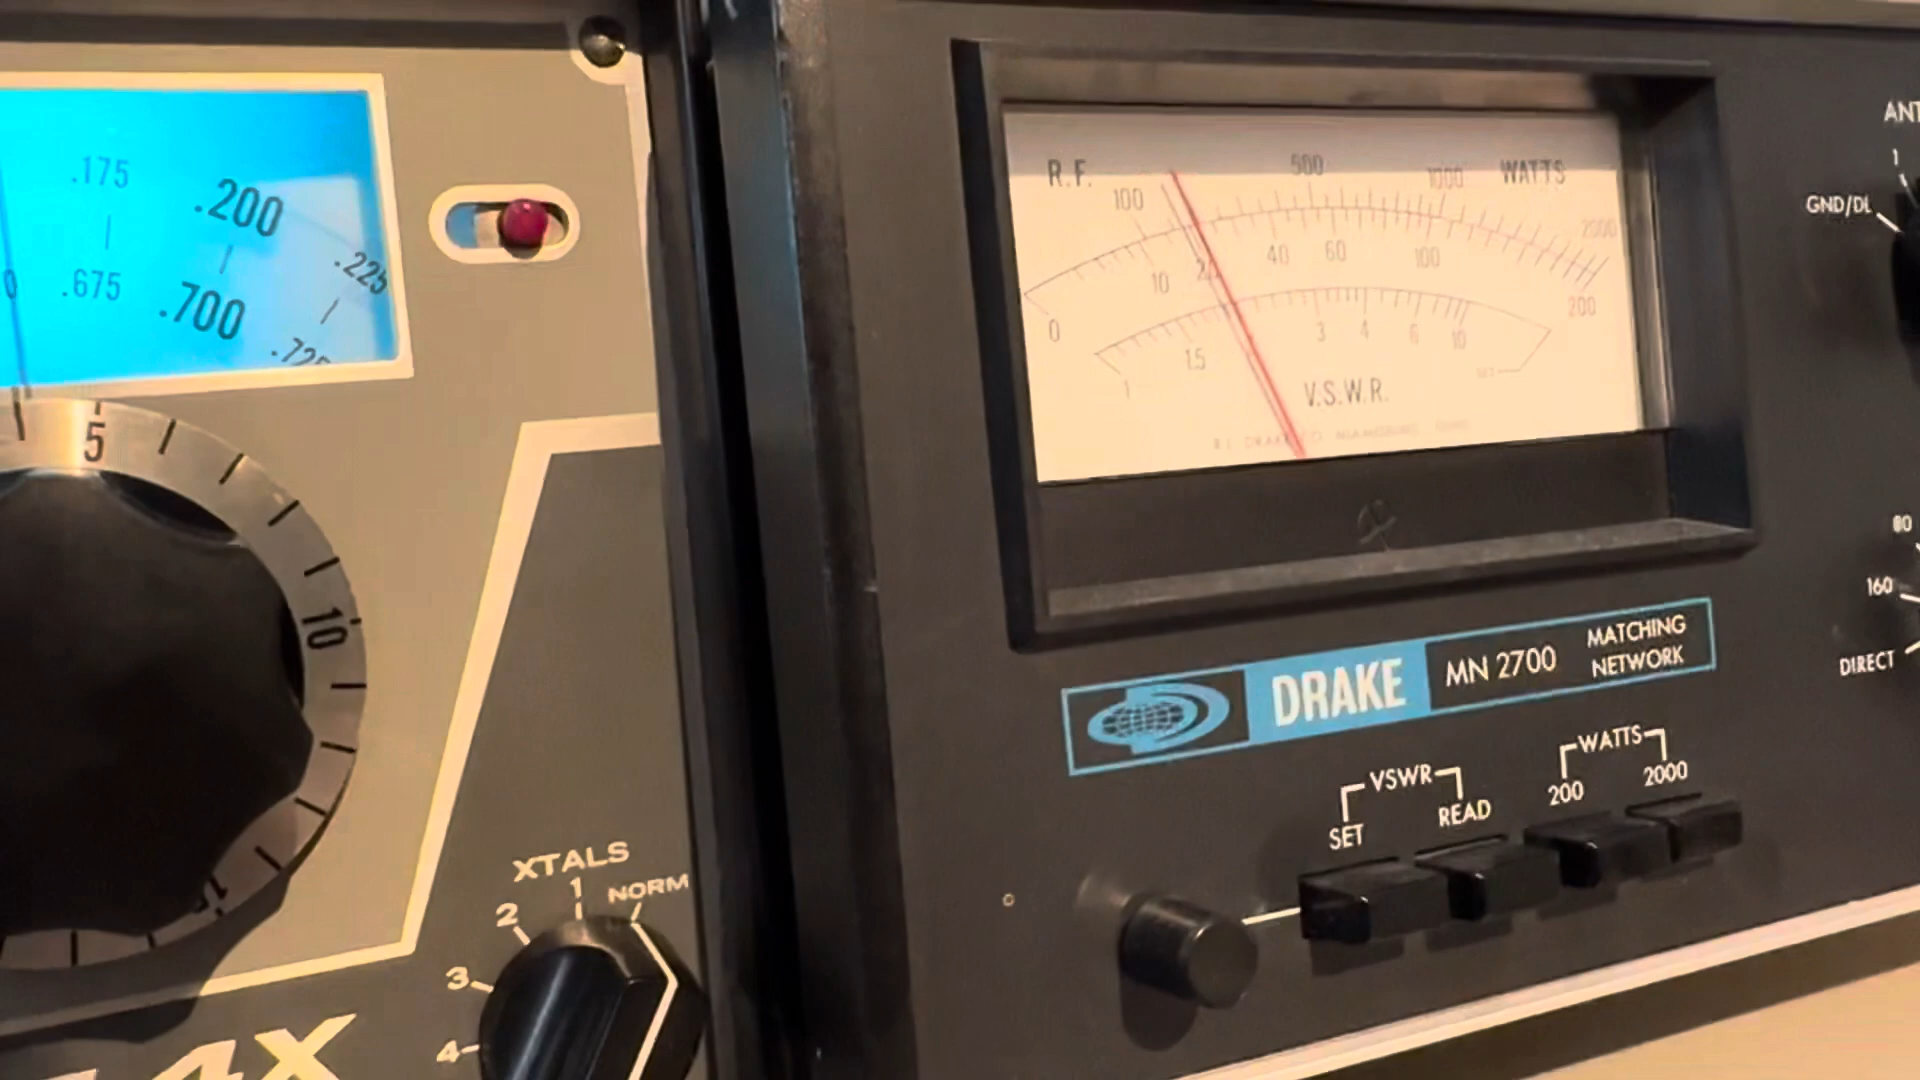 .175
.200
.225
.675
.700
5
10
XTALS
1
NORM
2
3
4
4X
R.F.
100
500
1000
WATTS
2000
10
20
40
60
100
200
0
1
1.5
3
4
6
10
SET
V.S.W.R.
DRAKE
MN 2700
MATCHING
NETWORK
VSWR
SET
READ
WATTS
200
2000
ANT
1
GND/DL
80
160
DIRECT